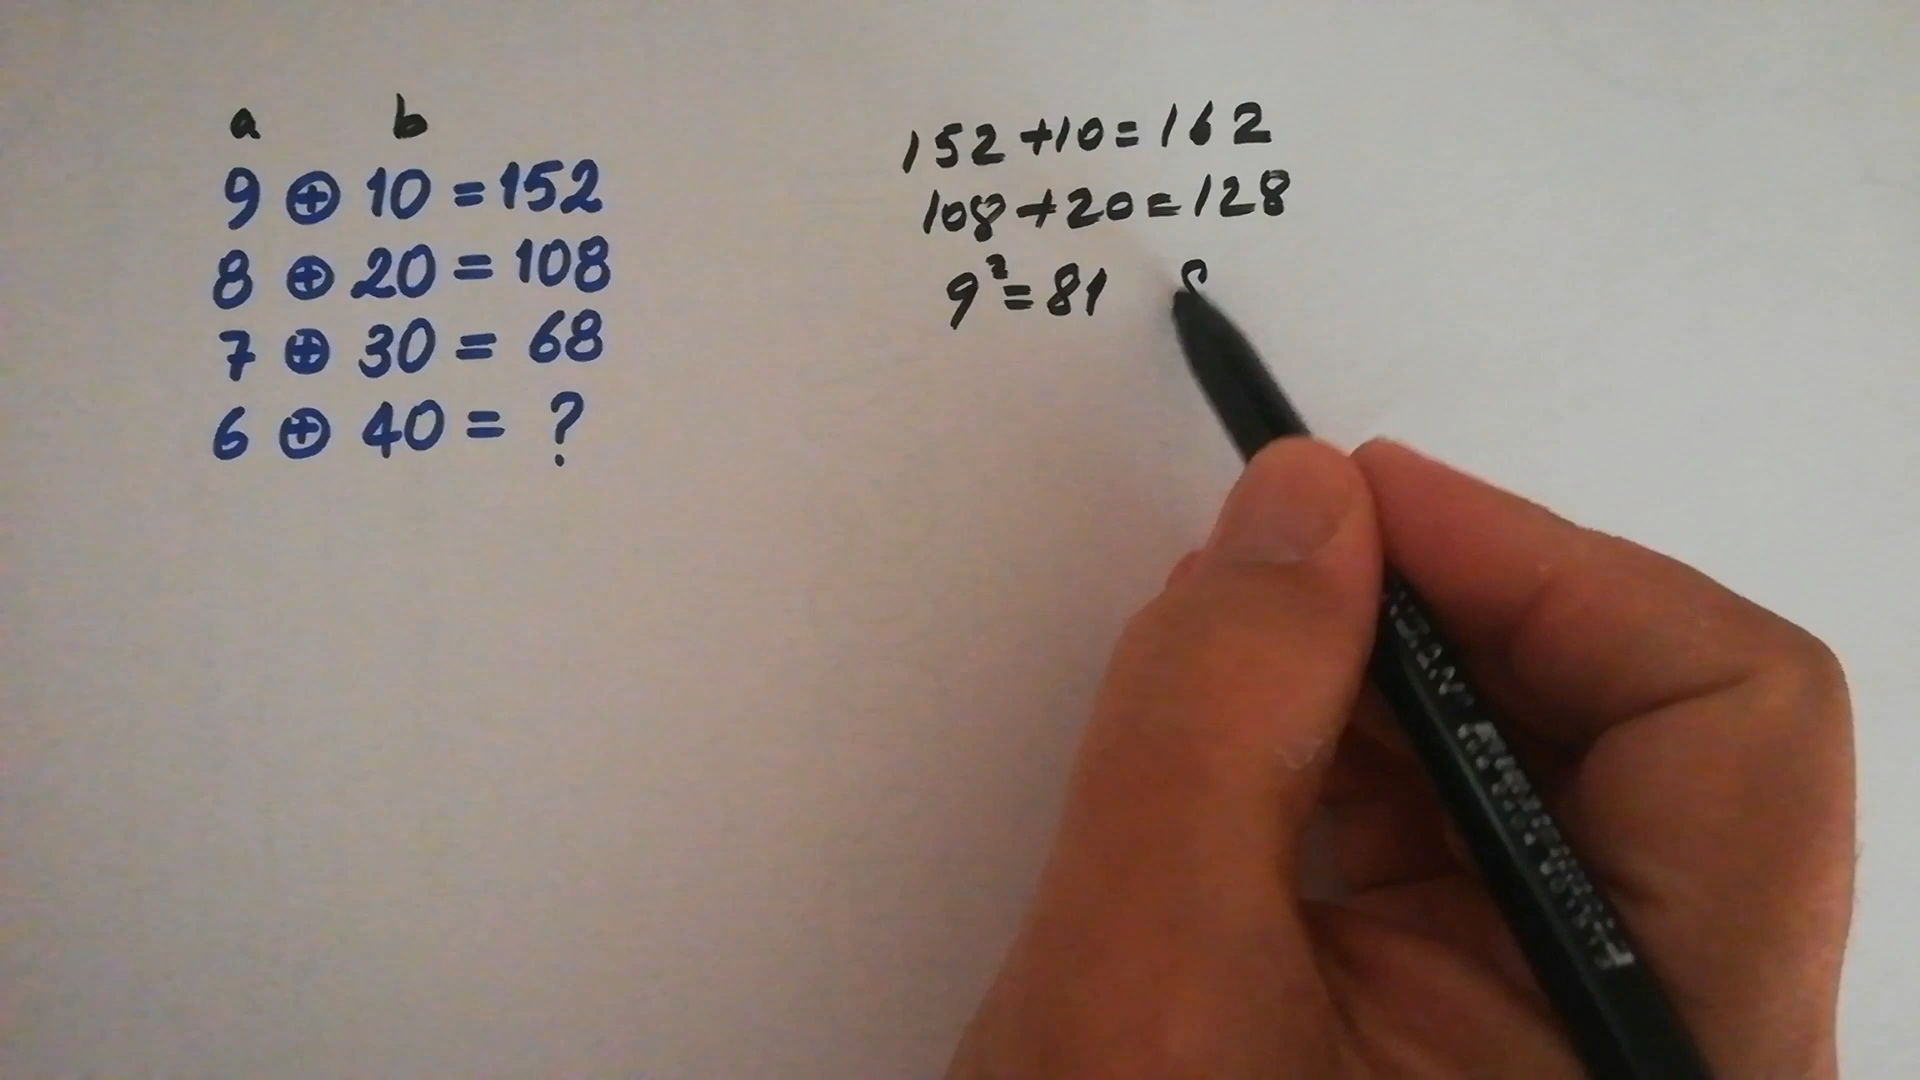 a b
9 ⊕ 10 = 152
8 ⊕ 20 = 108
7 ⊕ 30 = 68
6 ⊕ 40 = ?
152 + 10 = 162
108 + 20 = 128
9² = 81